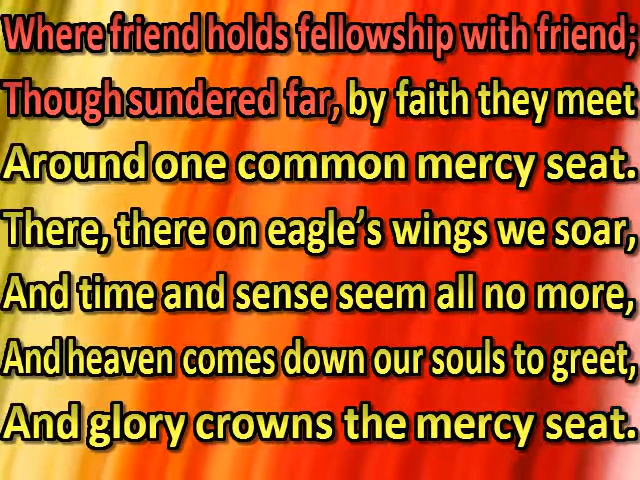 Where friend holds fellowship with friend;
Though sundered far, by faith they meet
Around one common mercy seat.
There, there on eagle’s wings we soar,
And time and sense seem all no more,
And heaven comes down our souls to greet,
And glory crowns the mercy seat.